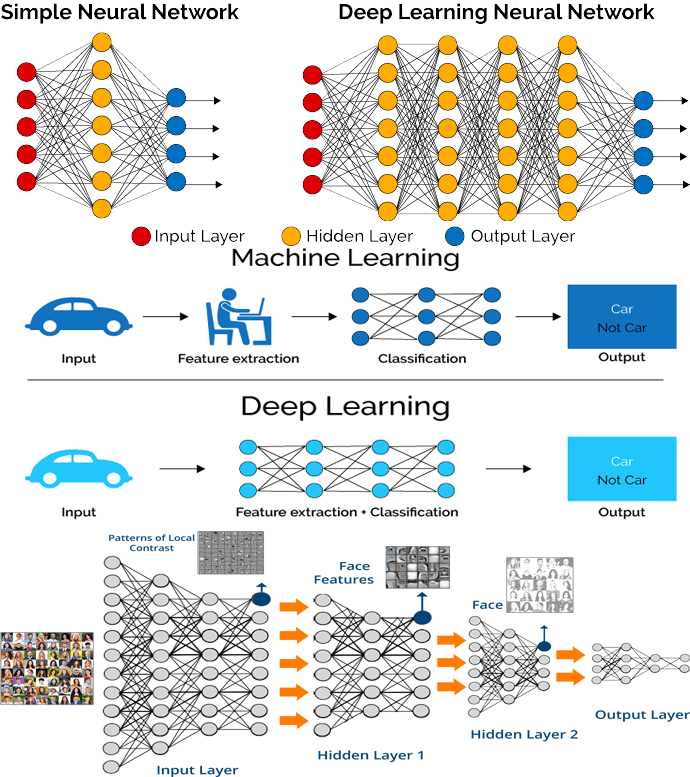 Simple Neural Network
Deep Learning Neural Network
Input Layer
Hidden Layer
Output Layer
Machine Learning
Input
Feature extraction
Classification
Car
Not Car
Output
Deep Learning
Input
Feature extraction + Classification
Car
Not Car
Output
Patterns of Local
Contrast
Face
Features
Face
Input Layer
Hidden Layer 1
Hidden Layer 2
Output Layer